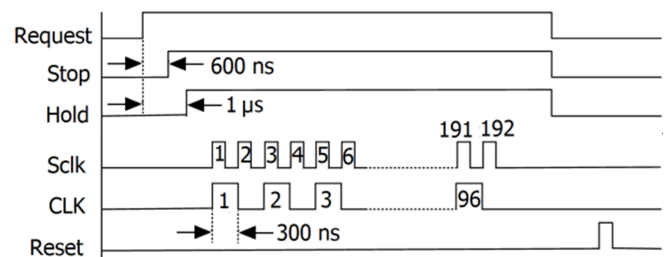 Request
Stop
600 ns
Hold
1 µs
191 192
Sclk
1 2 3 4 5 6
CLK
1 2 3 96
300 ns
Reset